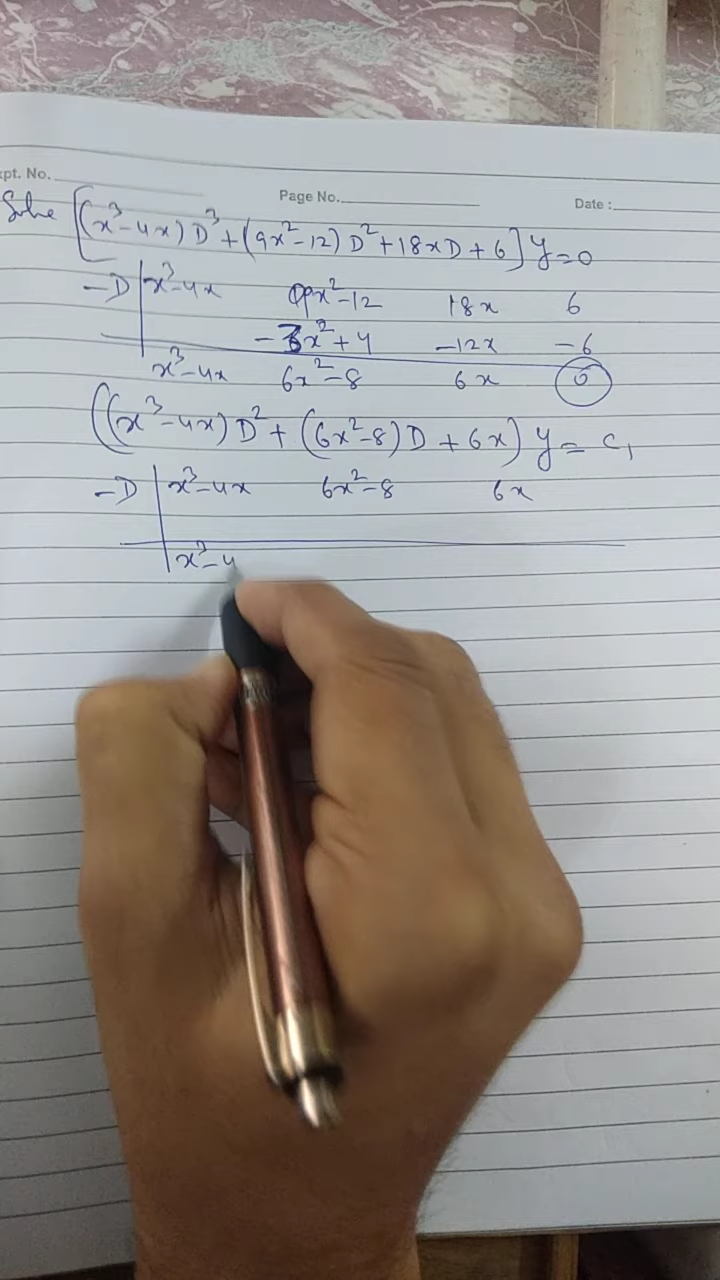 xpt. No.
Page No.
Date :
Solve [(x³-4x) D³ + (9x²-12) D² + 18xD + 6] y = 0
-D | x³-4x 9x²-12 18x 6
-3x²+4 -12x -6
x³-4x 6x²-8 6x 0
((x³-4x) D² + (6x²-8) D + 6x) y = c₁
-D | x³-4x 6x²-8 6x
x³-4